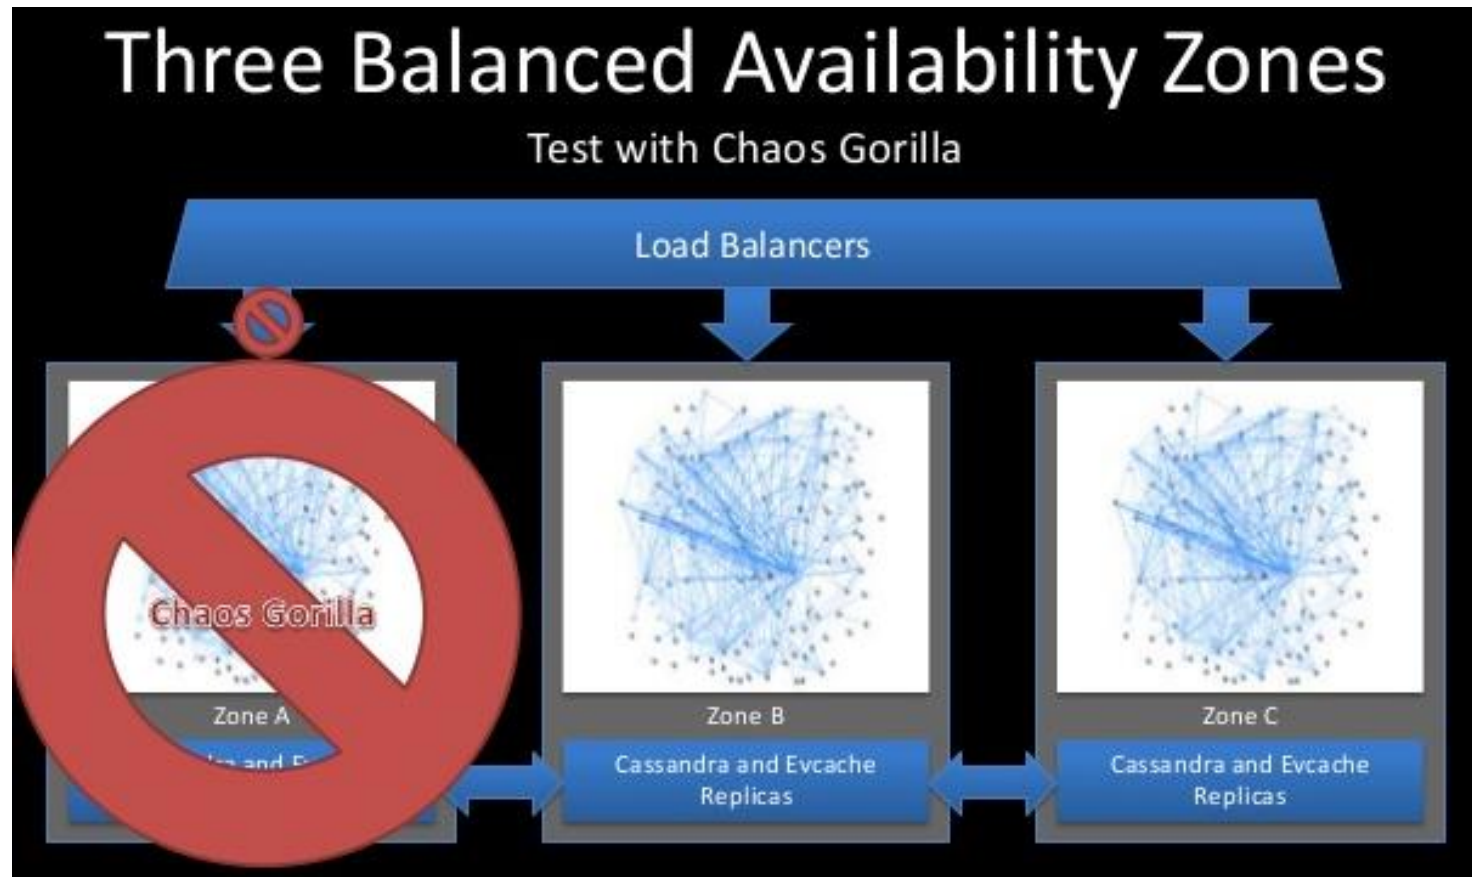 Three Balanced Availability Zones
Test with Chaos Gorilla
Load Balancers
Chaos Gorilla
Zone A
Zone B
Zone C
and
Cassandra and Evcache
Replicas
Cassandra and Evcache
Replicas